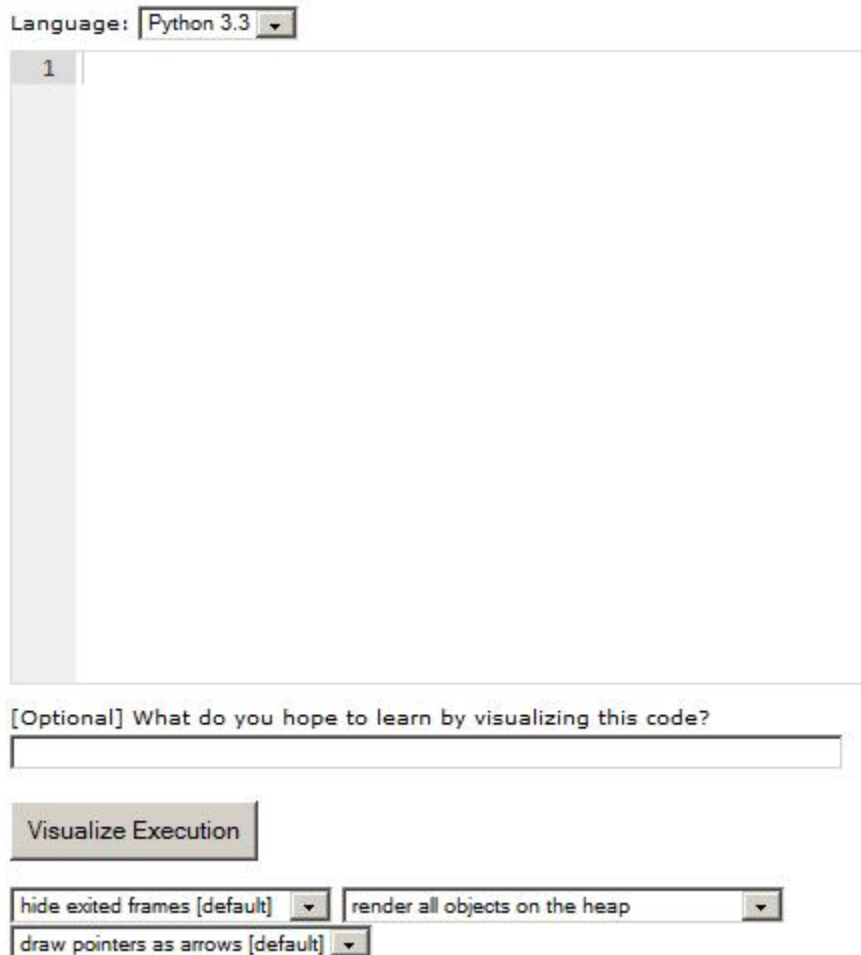 Language: Python 3.3
1
[Optional] What do you hope to learn by visualizing this code?
Visualize Execution
hide exited frames [default] render all objects on the heap
draw pointers as arrows [default]